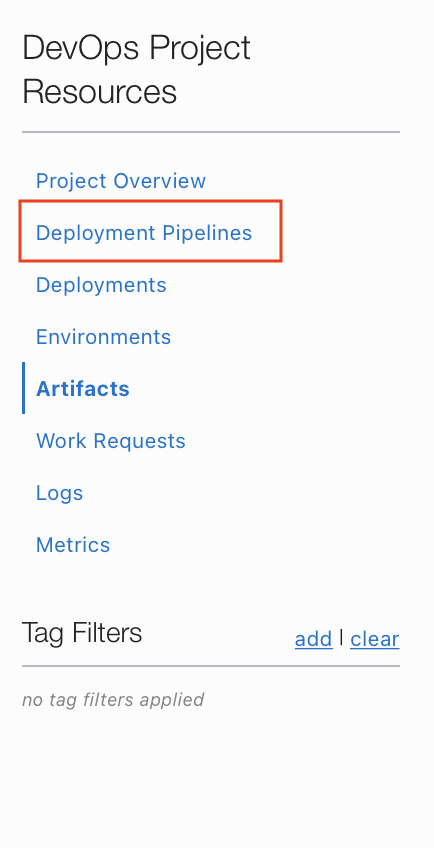 DevOps Project
Resources
Project Overview
Deployment Pipelines
Deployments
Environments
Artifacts
Work Requests
Logs
Metrics
Tag Filters
add | clear
no tag filters applied